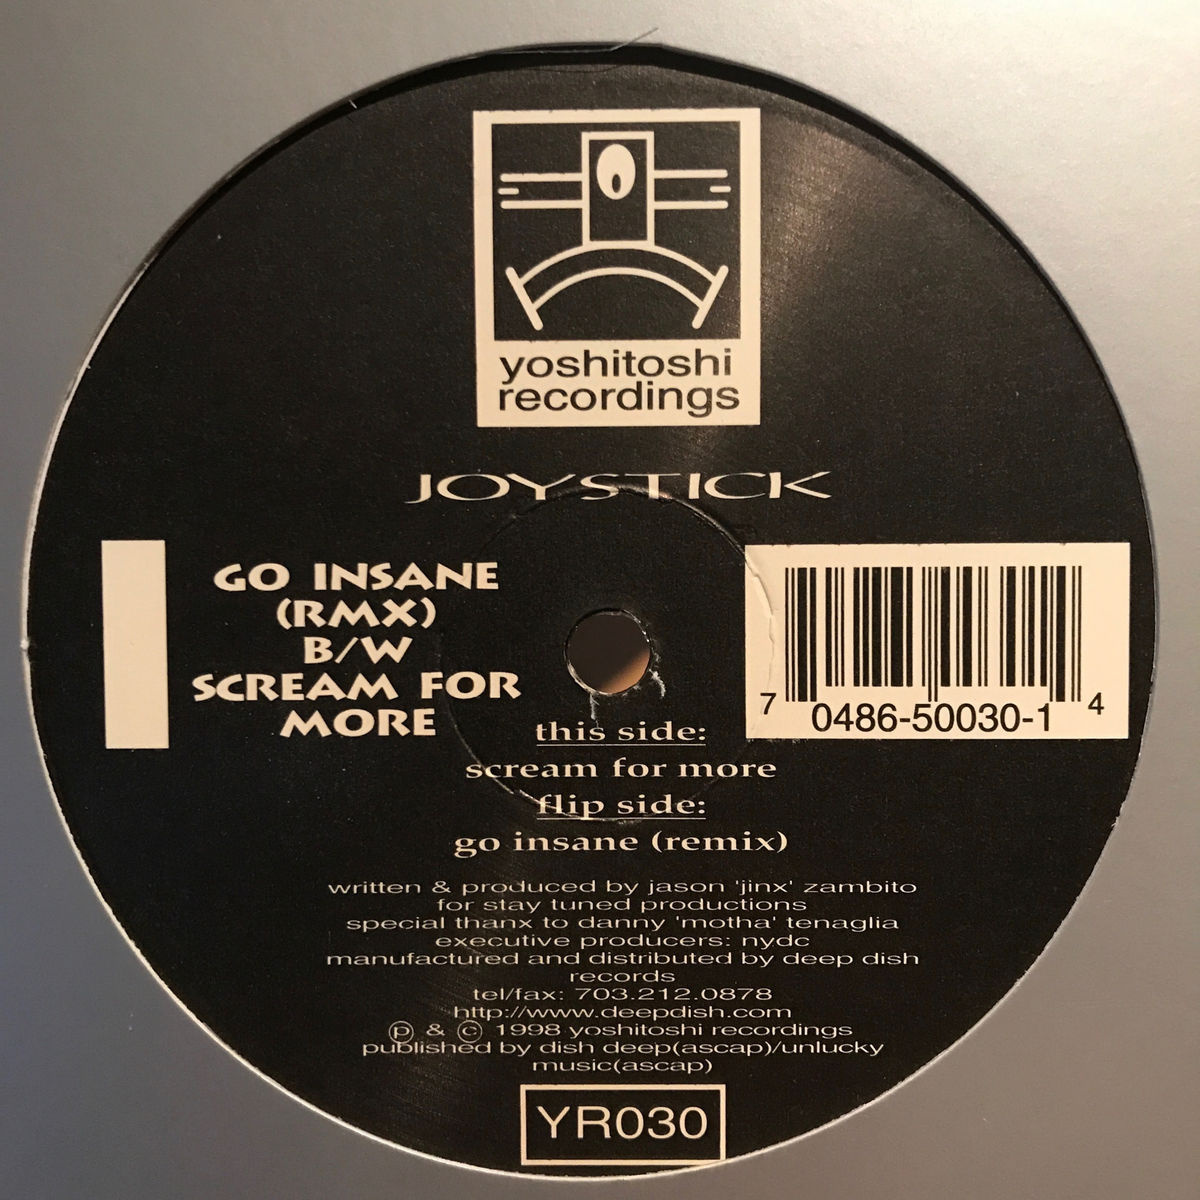 yoshitoshi
recordings
JOYSTICK
GO INSANE
(RMX)
B/W
SCREAM FOR
MORE
7 0486-50030-1 4
this side:
scream for more
flip side:
go insane (remix)
written & produced by jason 'jinx' zambito
for stay tuned productions
special thanx to danny 'motha' tenaglia
executive producers: nydc
manufactured and distributed by deep dish
records
tel/fax: 703.212.0878
http://www.deepdish.com
℗ & © 1998 yoshitoshi recordings
published by dish deep(ascap)/unlucky
music(ascap)
YR030